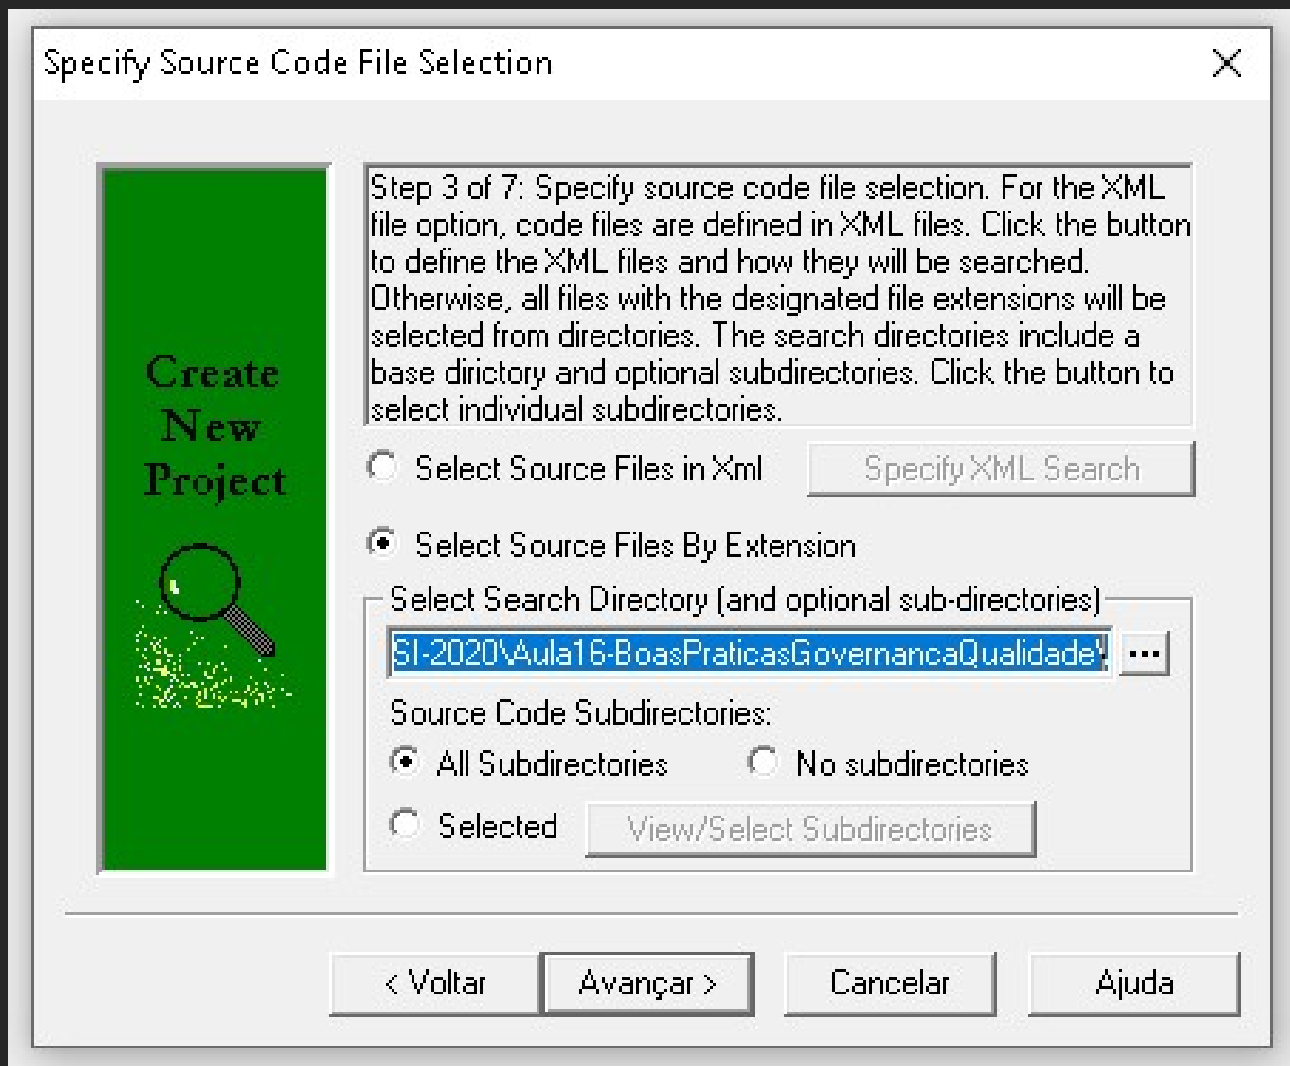 Specify Source Code File Selection
Step 3 of 7: Specify source code file selection. For the XML
file option, code files are defined in XML files. Click the button
to define the XML files and how they will be searched.
Otherwise, all files with the designated file extensions will be
selected from directories. The search directories include a
base dirictory and optional subdirectories. Click the button to
select individual subdirectories.
Create
New
Project
Select Source Files in Xml
Specify XML Search
Select Source Files By Extension
Select Search Directory (and optional sub-directories)
SI-2020\Aula16-BoasPraticasGovernancaQualidade\
...
Source Code Subdirectories:
All Subdirectories
No subdirectories
Selected
View/Select Subdirectories
< Voltar
Avançar >
Cancelar
Ajuda